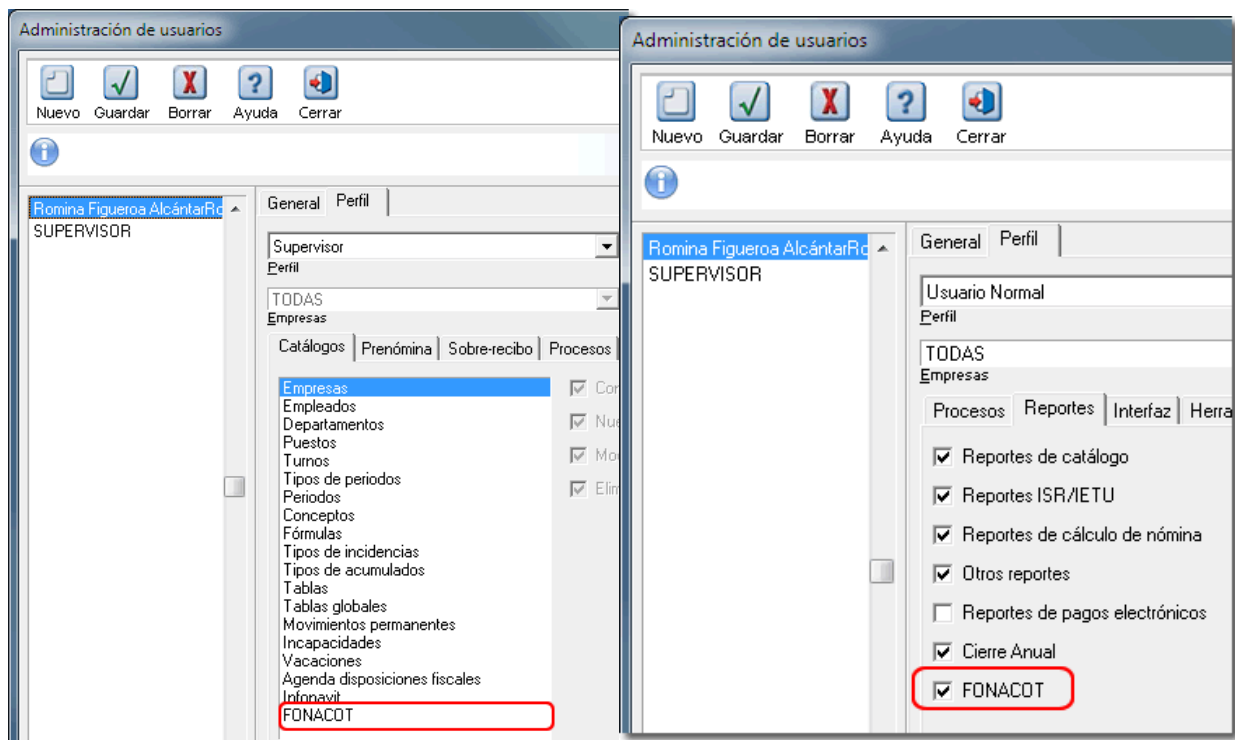 Administración de usuarios
Nuevo Guardar Borrar Ayuda Cerrar
Romina Figueroa AlcántarRo
SUPERVISOR
General Perfil
Supervisor
Perfil
TODAS
Empresas
Catálogos Prenómina Sobre-recibo Procesos
Empresas
Empleados
Departamentos
Puestos
Turnos
Tipos de periodos
Periodos
Conceptos
Fórmulas
Tipos de incidencias
Tipos de acumulados
Tablas
Tablas globales
Movimientos permanentes
Incapacidades
Vacaciones
Agenda disposiciones fiscales
Infonavit
FONACOT
Administración de usuarios
Nuevo Guardar Borrar Ayuda Cerrar
Romina Figueroa AlcántarRo
SUPERVISOR
General Perfil
Usuario Normal
Perfil
TODAS
Empresas
Procesos Reportes Interfaz Herra
Reportes de catálogo
Reportes ISR/IETU
Reportes de cálculo de nómina
Otros reportes
Reportes de pagos electrónicos
Cierre Anual
FONACOT